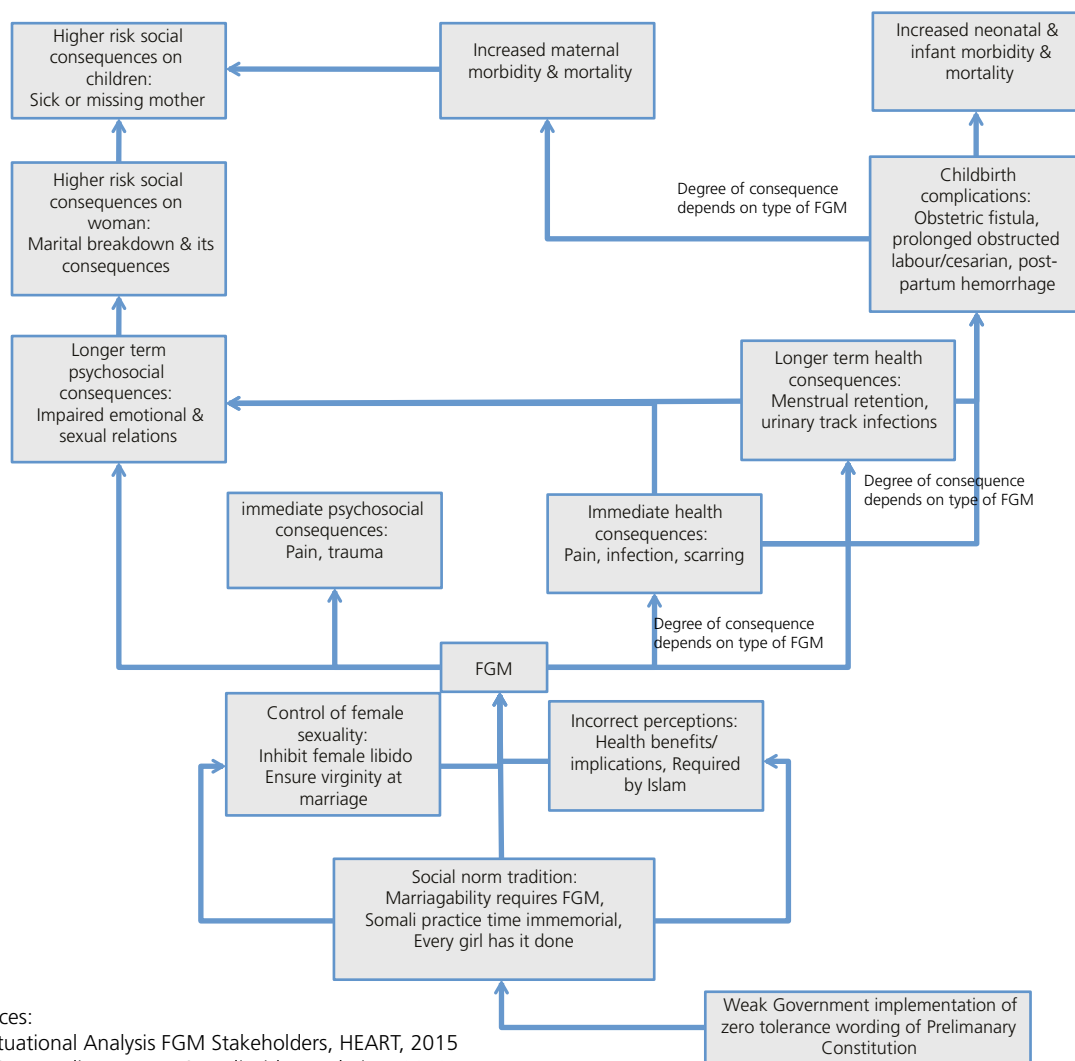 Higher risk social
consequences on
children:
Sick or missing mother
Increased maternal
morbidity & mortality
Increased neonatal &
infant morbidity &
mortality
Higher risk social
consequences on
woman:
Marital breakdown & its
consequences
Degree of consequence
depends on type of FGM
Childbirth
complications:
Obstetric fistula,
prolonged obstructed
labour/cesarian, post-
partum hemorrhage
Longer term
psychosocial
consequences:
Impaired emotional &
sexual relations
Longer term health
consequences:
Menstrual retention,
urinary track infections
Degree of consequence
depends on type of FGM
immediate psychosocial
consequences:
Pain, trauma
Immediate health
consequences:
Pain, infection, scarring
Degree of consequence
depends on type of FGM
FGM
Control of female
sexuality:
Inhibit female libido
Ensure virginity at
marriage
Incorrect perceptions:
Health benefits/
implications, Required
by Islam
Social norm tradition:
Marriagability requires FGM,
Somali practice time immemorial,
Every girl has it done
Weak Government implementation of
zero tolerance wording of Prelimanary
Constitution
ces:
tuational Analysis FGM Stakeholders, HEART, 2015